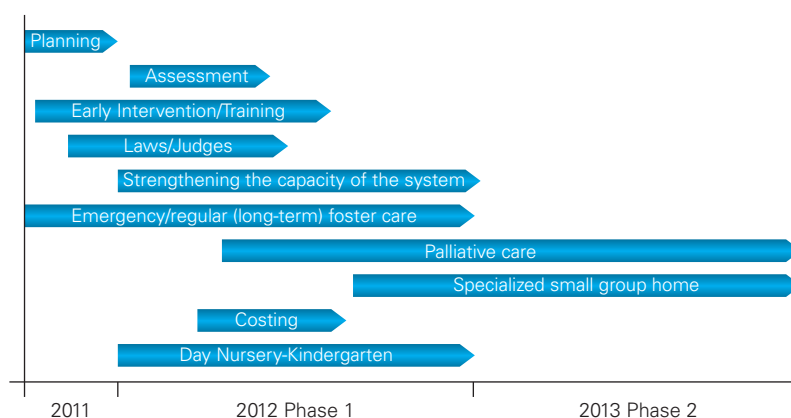 Planning
Assessment
Early Intervention/Training
Laws/Judges
Strengthening the capacity of the system
Emergency/regular (long-term) foster care
Palliative care
Specialized small group home
Costing
Day Nursery-Kindergarten
2011 2012 Phase 1 2013 Phase 2